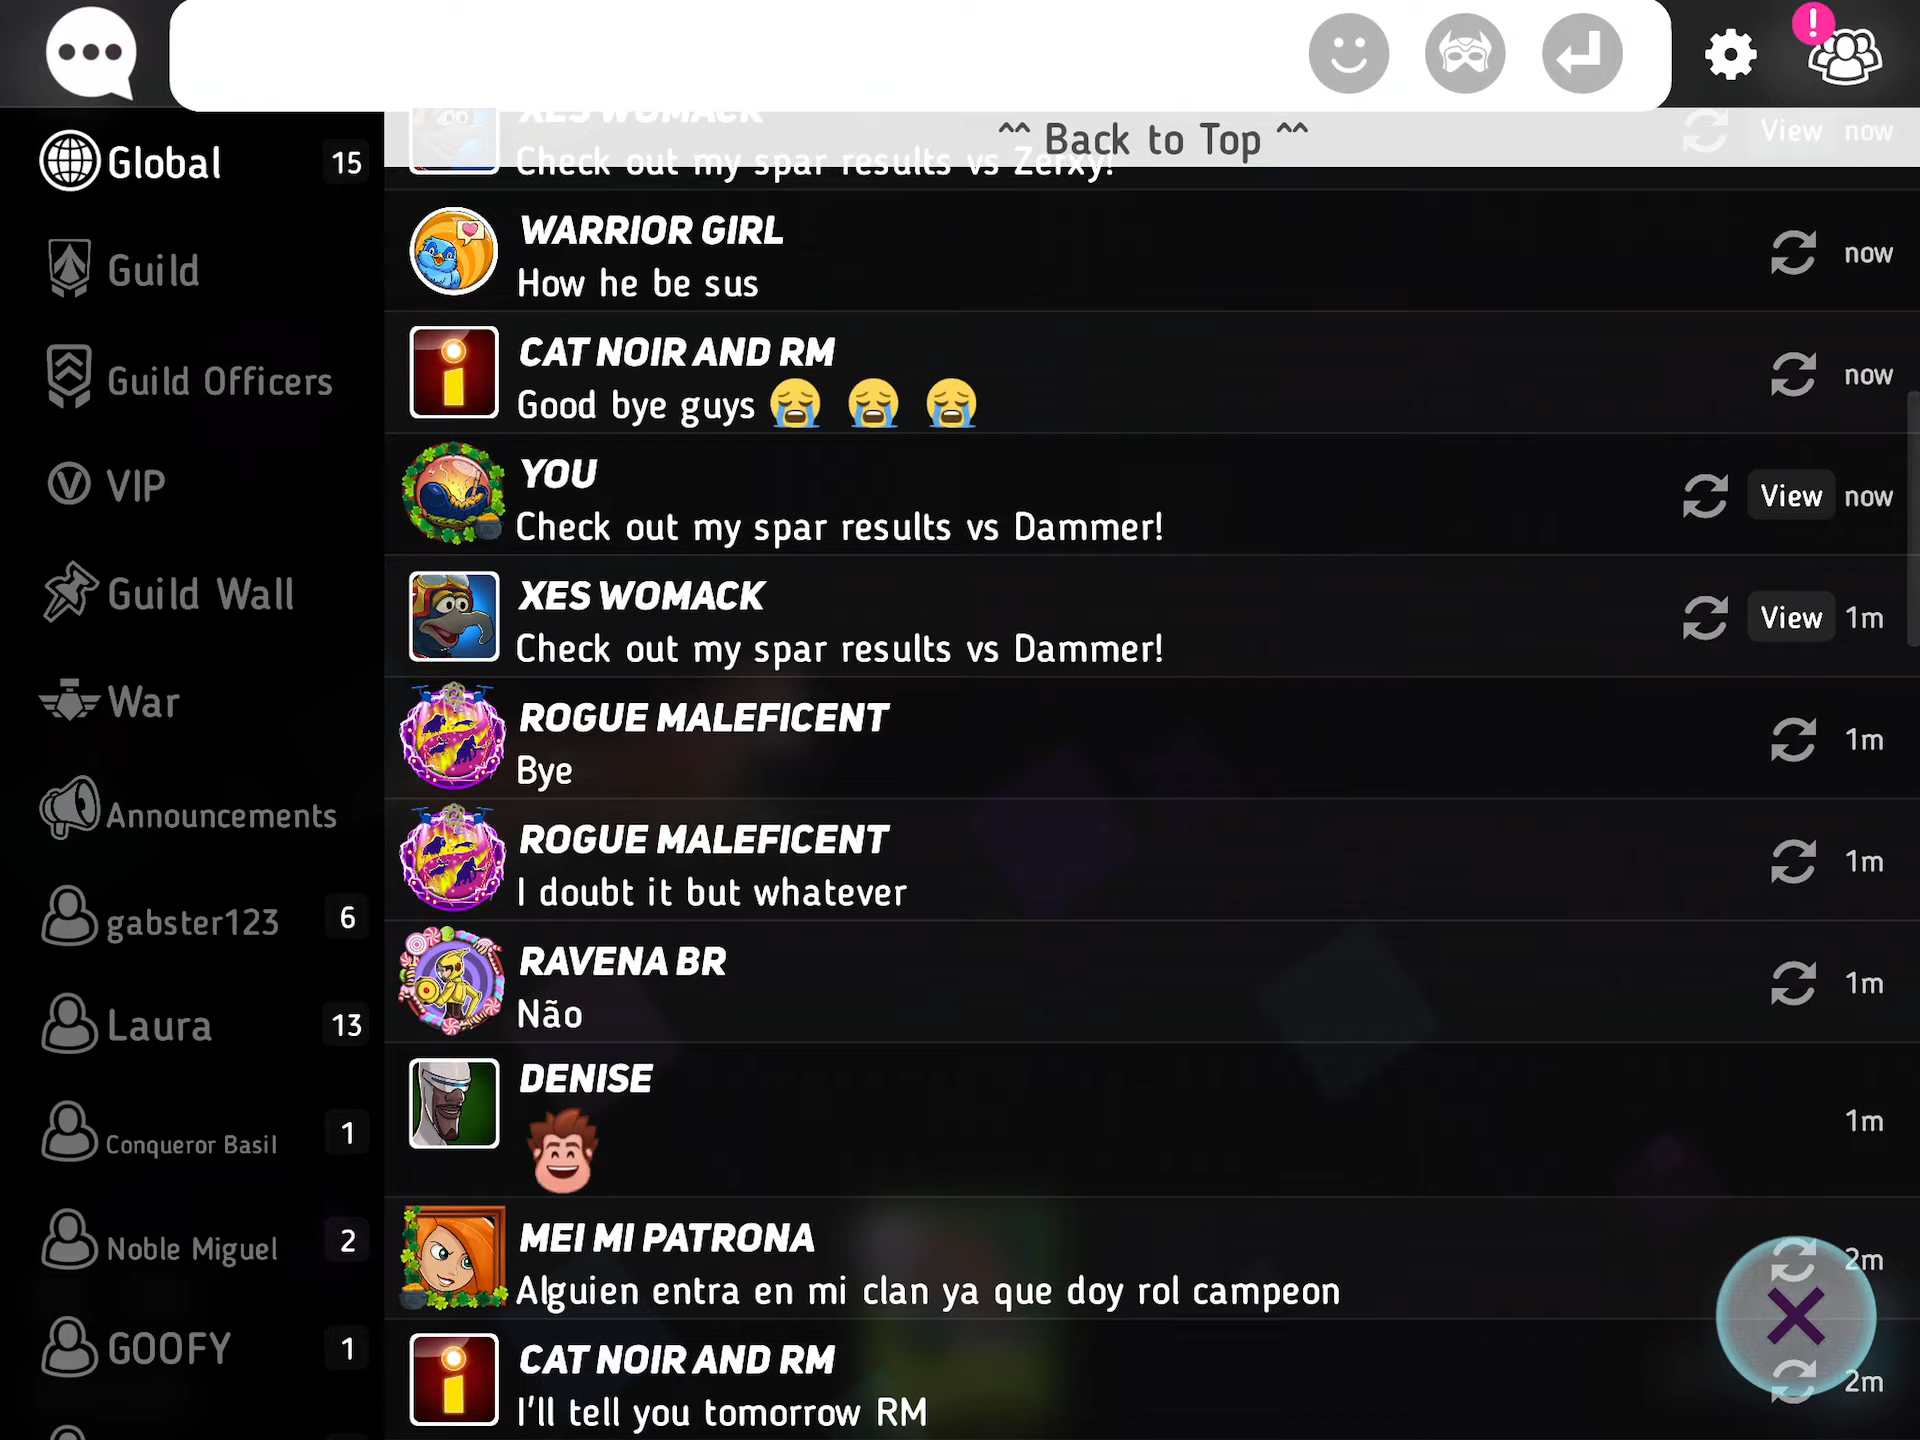 Global 15
Guild
Guild Officers
VIP
Guild Wall
War
Announcements
gabster123 6
Laura 13
Conqueror Basil 1
Noble Miguel 2
GOOFY 1
^^ Back to Top ^^
XES WOMACK
Check out my spar results vs Zerxy!
View now
WARRIOR GIRL
How he be sus
now
CAT NOIR AND RM
Good bye guys 😭 😭 😭
now
YOU
Check out my spar results vs Dammer!
View now
XES WOMACK
Check out my spar results vs Dammer!
View 1m
ROGUE MALEFICENT
Bye
1m
ROGUE MALEFICENT
I doubt it but whatever
1m
RAVENA BR
Não
1m
DENISE
1m
MEI MI PATRONA
Alguien entra en mi clan ya que doy rol campeon
2m
CAT NOIR AND RM
I'll tell you tomorrow RM
2m